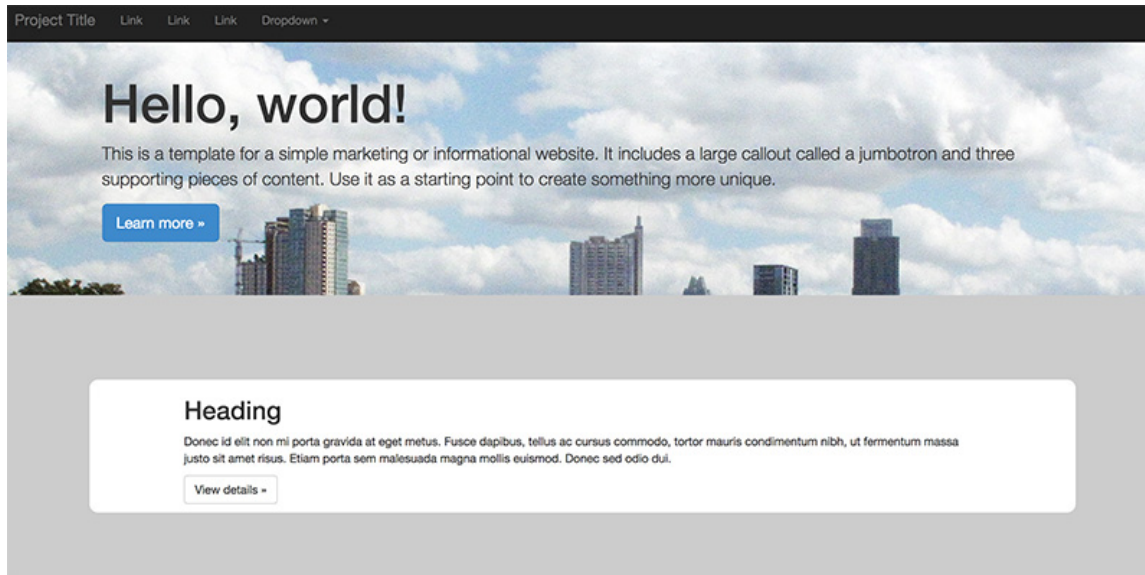 Project Title Link Link Link Dropdown
Hello, world!
This is a template for a simple marketing or informational website. It includes a large callout called a jumbotron and three
supporting pieces of content. Use it as a starting point to create something more unique.
Learn more »
Heading
Donec id elit non mi porta gravida at eget metus. Fusce dapibus, tellus ac cursus commodo, tortor mauris condimentum nibh, ut fermentum massa
justo sit amet risus. Etiam porta sem malesuada magna mollis euismod. Donec sed odio dui.
View details »